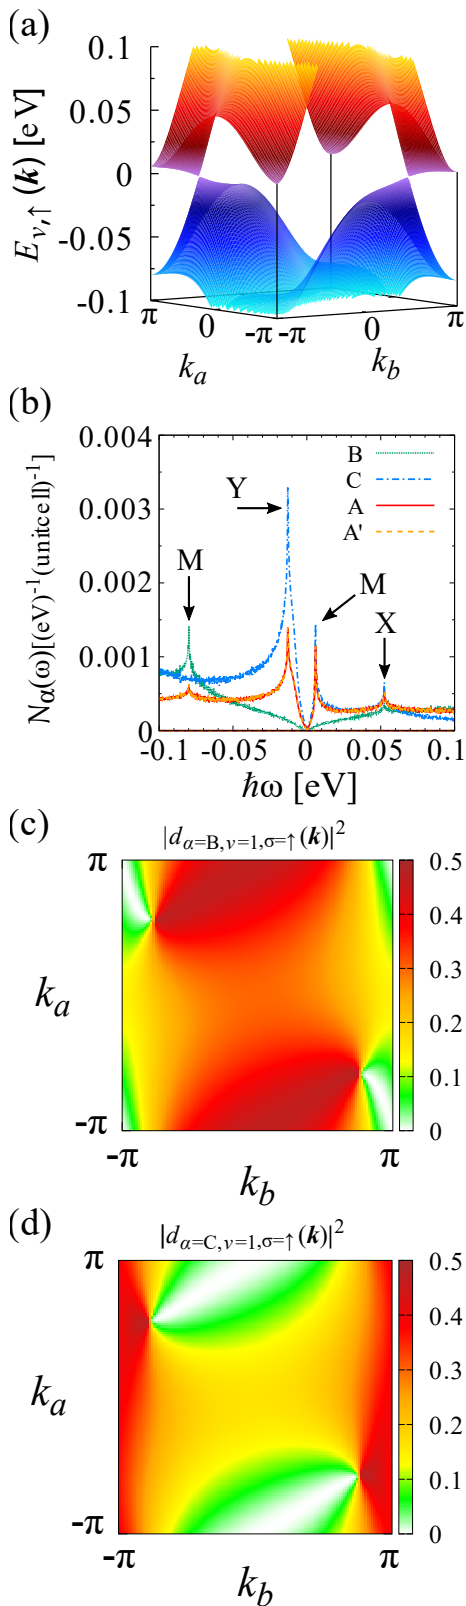 (a)
E_{ν,↑}(k) [eV]
0.1
0.05
0
-0.05
-0.1
π
0
-π
-π
0
π
k_a
k_b
(b)
N_α(ω)[(eV)^{-1}(unitcell)^{-1}]
0.004
0.003
0.002
0.001
0
B
C
A
A'
Y
M
M
X
-0.1
-0.05
0
0.05
0.1
ħω [eV]
(c)
|d_{α=B,ν=1,σ=↑}(k)|^2
π
k_a
-π
-π
π
k_b
0.5
0.4
0.3
0.2
0.1
0
(d)
|d_{α=C,ν=1,σ=↑}(k)|^2
π
k_a
-π
-π
π
k_b
0.5
0.4
0.3
0.2
0.1
0